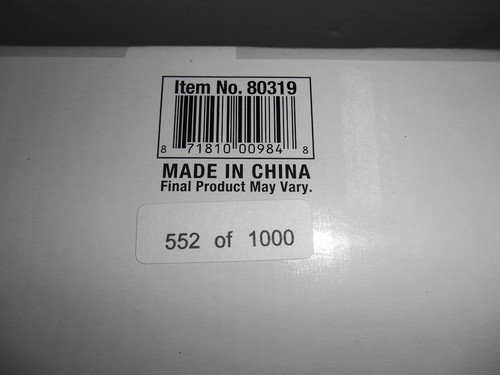 Item No. 80319
8 71810 00984 8
MADE IN CHINA
Final Product May Vary.
552 of 1000